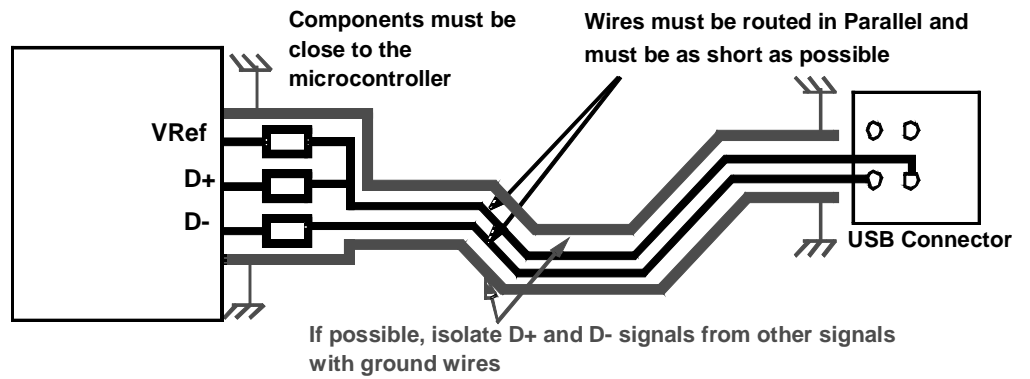 Components must be
close to the
microcontroller
Wires must be routed in Parallel and
must be as short as possible
VRef
D+
D-
USB Connector
If possible, isolate D+ and D- signals from other signals
with ground wires